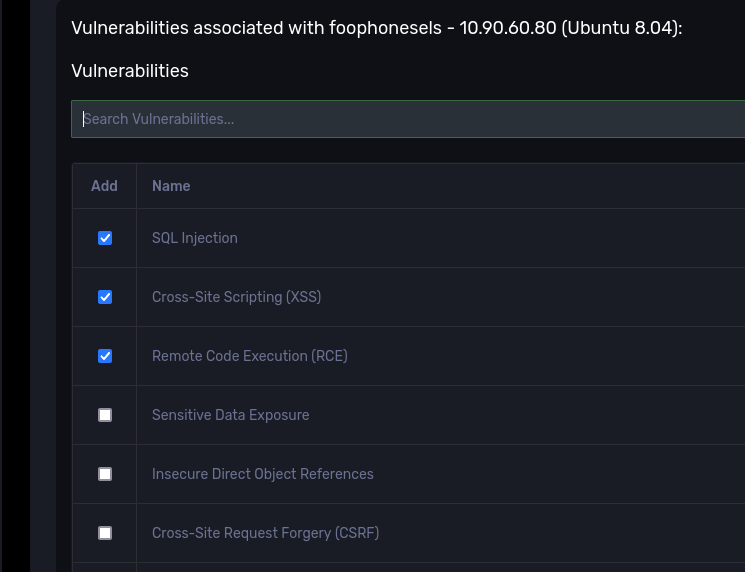 Vulnerabilities associated with foophonesels - 10.90.60.80 (Ubuntu 8.04):
Vulnerabilities
Search Vulnerabilities...
Add Name
SQL Injection
Cross-Site Scripting (XSS)
Remote Code Execution (RCE)
Sensitive Data Exposure
Insecure Direct Object References
Cross-Site Request Forgery (CSRF)